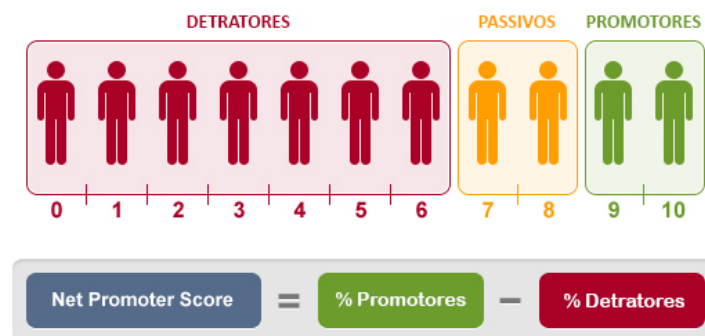 DETRATORES PASSIVOS PROMOTORES
0 1 2 3 4 5 6 7 8 9 10
Net Promoter Score = % Promotores − % Detratores